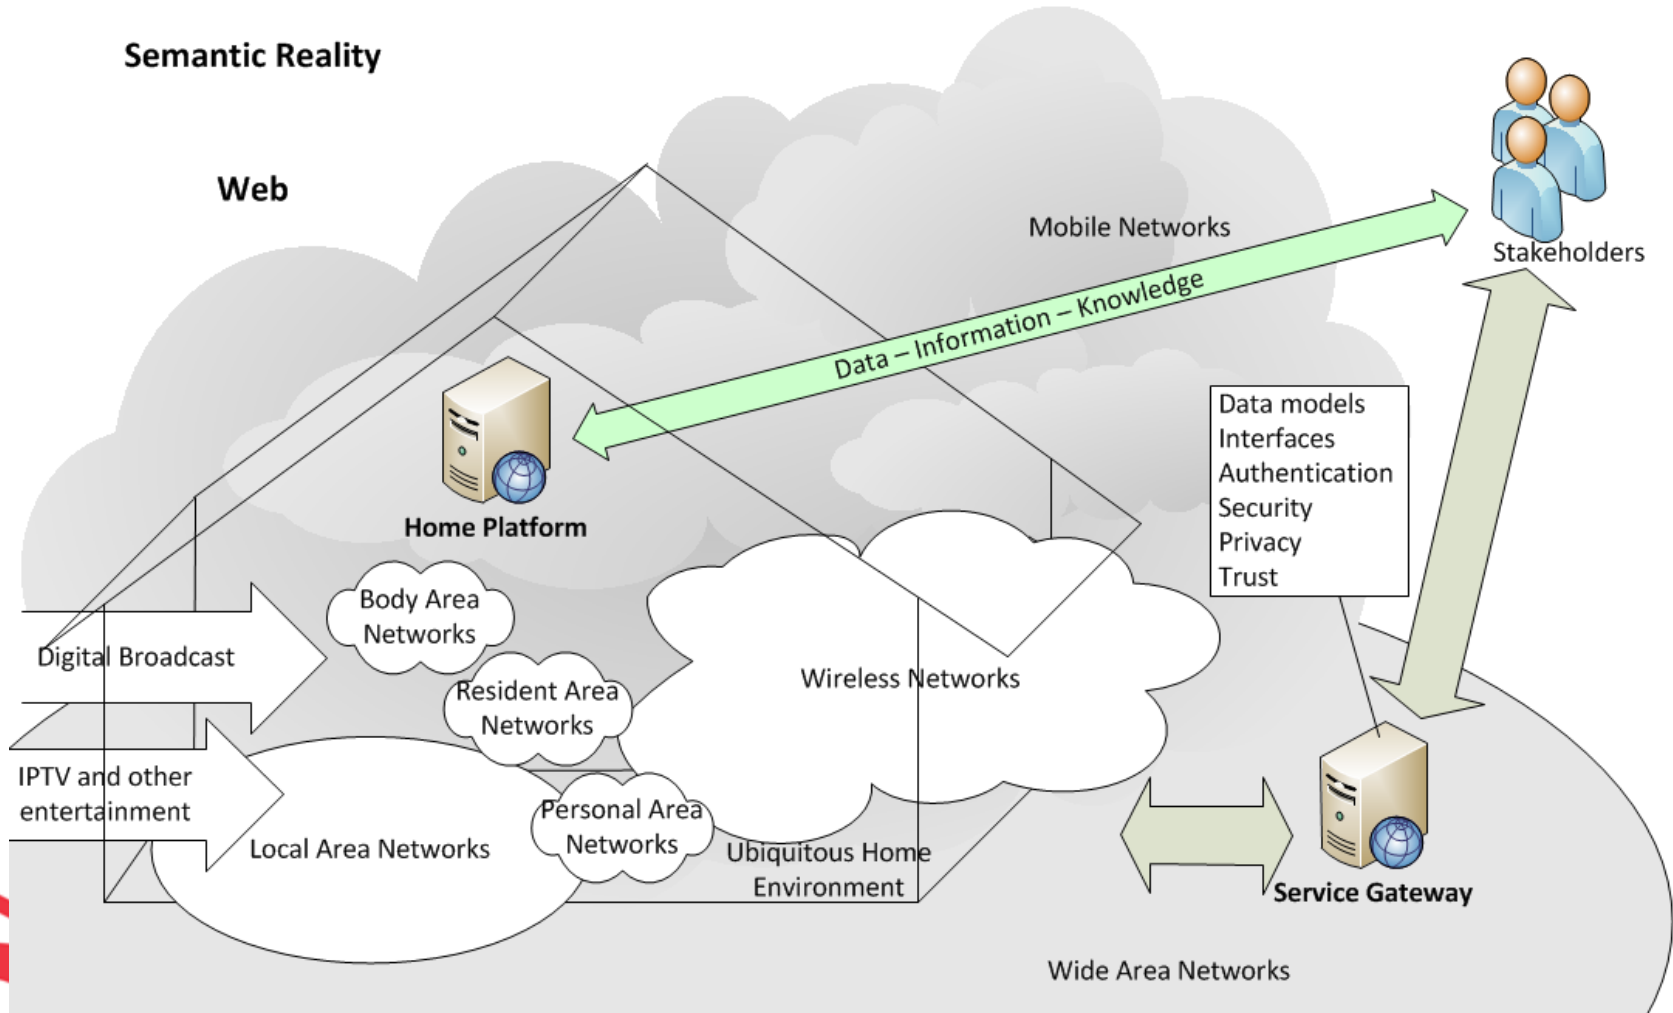 Semantic Reality
Web
Mobile Networks
Stakeholders
Data – Information – Knowledge
Data models
Interfaces
Authentication
Security
Privacy
Trust
Home Platform
Body Area
Networks
Digital Broadcast
Resident Area
Networks
Wireless Networks
IPTV and other
entertainment
Personal Area
Networks
Local Area Networks
Ubiquitous Home
Environment
Service Gateway
Wide Area Networks